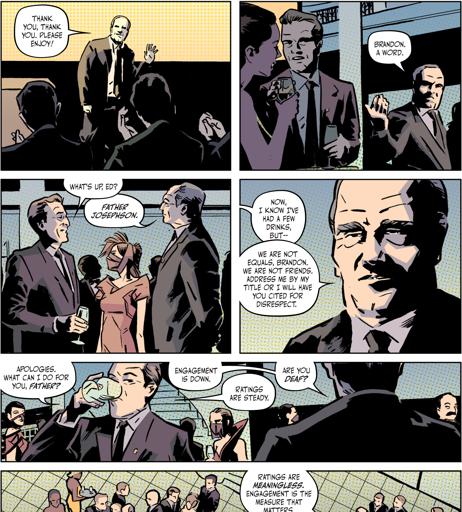 THANK
YOU, THANK
YOU. PLEASE
ENJOY!
BRANDON.
A WORD.
WHAT'S UP, ED?
FATHER
JOSEPHSON.
NOW,
I KNOW I'VE
HAD A FEW
DRINKS,
BUT--
WE ARE NOT
EQUALS, BRANDON.
WE ARE NOT FRIENDS.
ADDRESS ME BY MY
TITLE OR I WILL HAVE
YOU CITED FOR
DISRESPECT.
APOLOGIES.
WHAT CAN I DO FOR
YOU, FATHER?
ENGAGEMENT
IS DOWN.
RATINGS
ARE STEADY.
ARE YOU
DEAF?
RATINGS ARE
MEANINGLESS.
ENGAGEMENT IS THE
MEASURE THAT
MATTERS.